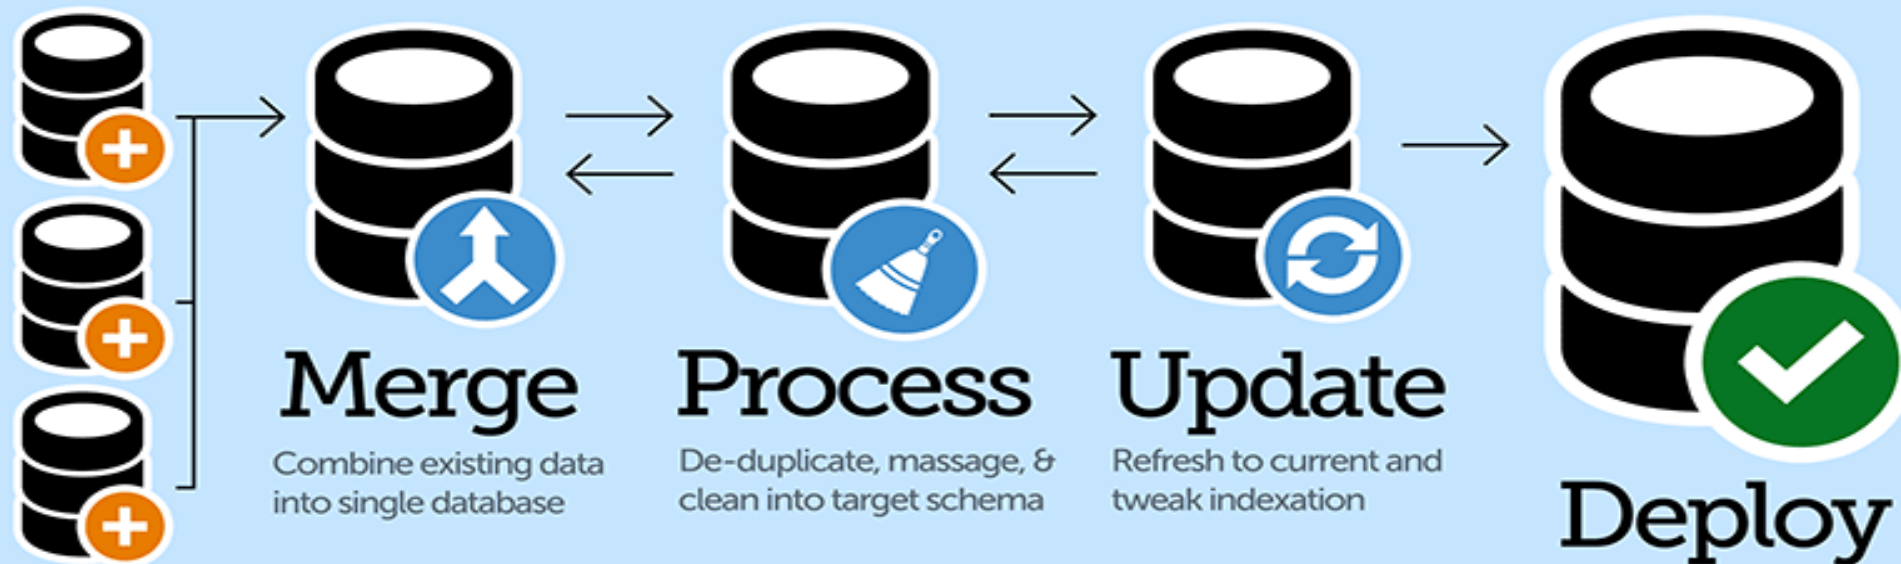 Merge
Combine existing data
into single database
Process
De-duplicate, massage, &
clean into target schema
Update
Refresh to current and
tweak indexation
Deploy